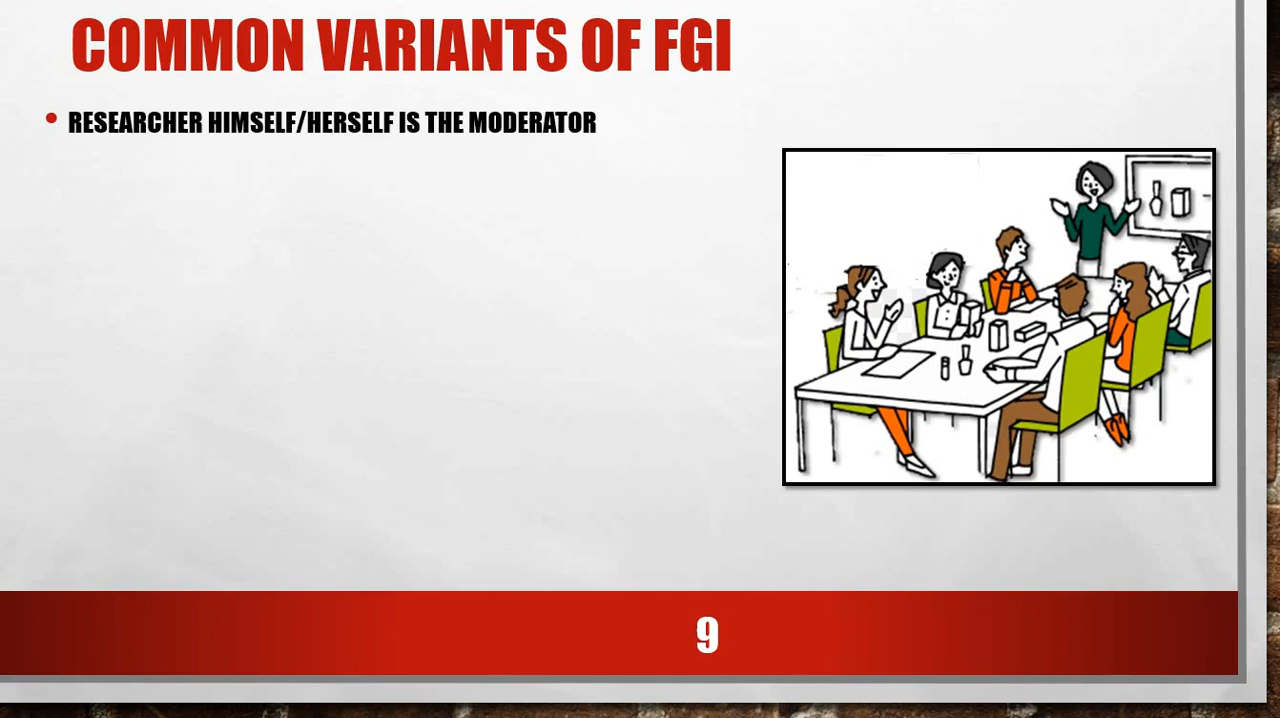 COMMON VARIANTS OF FGI
• RESEARCHER HIMSELF/HERSELF IS THE MODERATOR
9